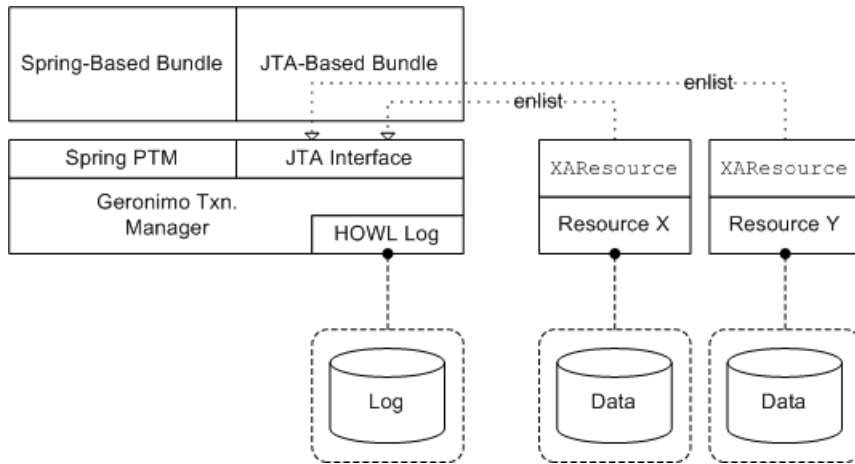 Spring-Based Bundle
JTA-Based Bundle
enlist
enlist
Spring PTM
JTA Interface
XAResource
XAResource
Geronimo Txn.
Manager
HOWL Log
Resource X
Resource Y
Log
Data
Data